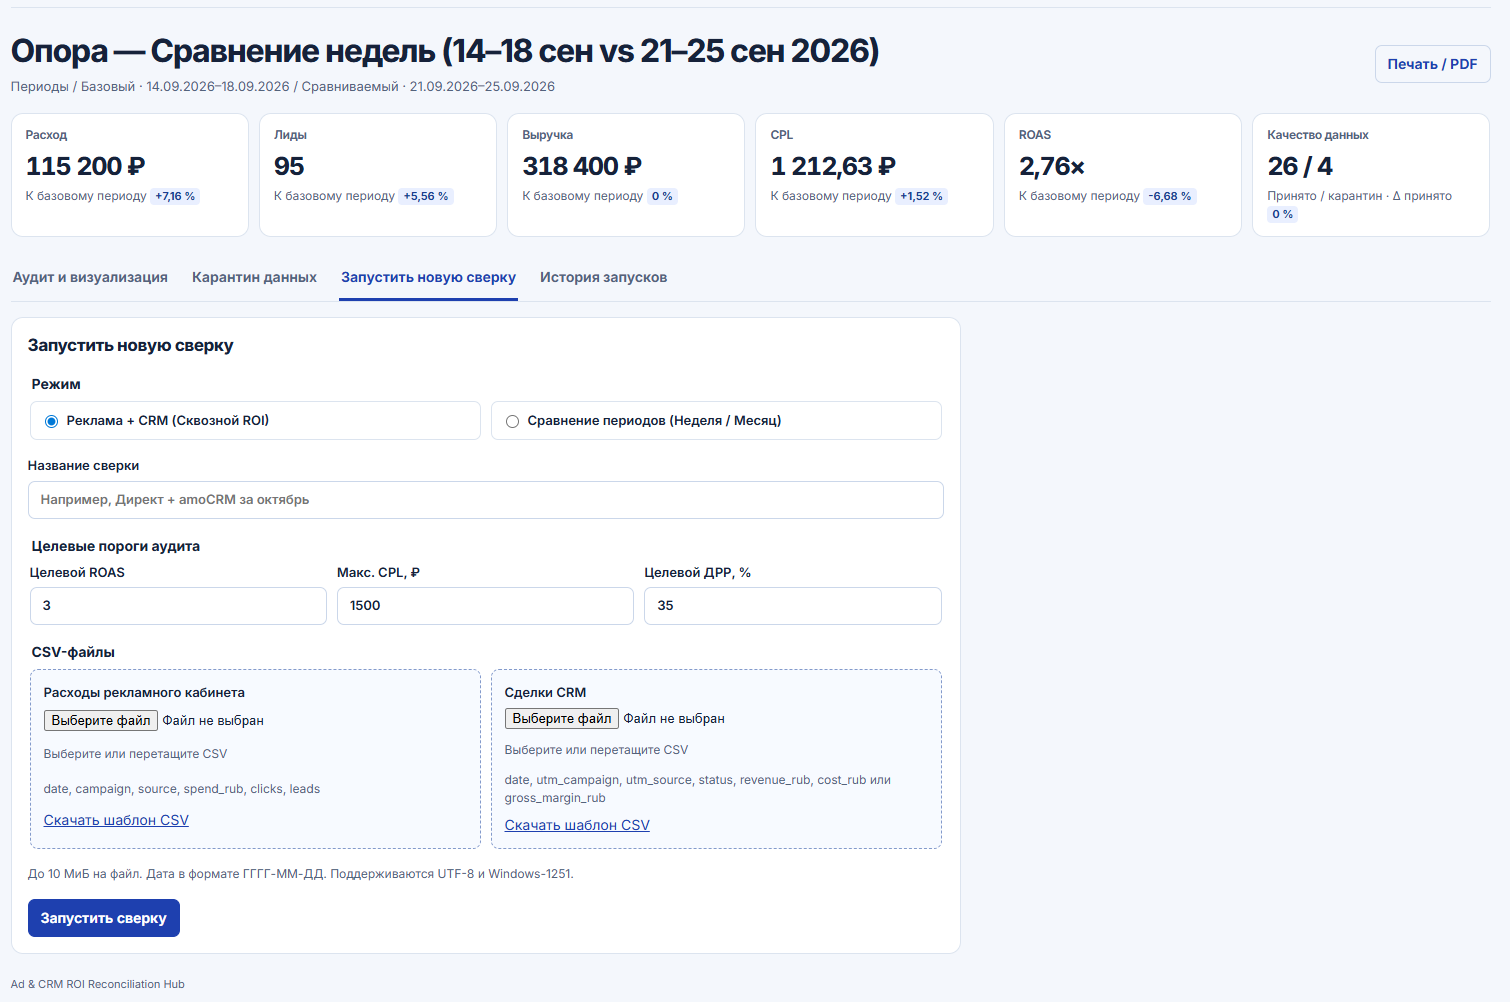 Опора — Сравнение недель (14–18 сен vs 21–25 сен 2026)
Периоды / Базовый · 14.09.2026–18.09.2026 / Сравниваемый · 21.09.2026–25.09.2026
Печать / PDF
Расход
115 200 ₽
К базовому периоду +7,16 %
Лиды
95
К базовому периоду +5,56 %
Выручка
318 400 ₽
К базовому периоду 0 %
CPL
1 212,63 ₽
К базовому периоду +1,52 %
ROAS
2,76×
К базовому периоду -6,68 %
Качество данных
26 / 4
Принято / карантин · Δ принято
0 %
Аудит и визуализация Карантин данных Запустить новую сверку История запусков
Запустить новую сверку
Режим
Реклама + CRM (Сквозной ROI)
Сравнение периодов (Неделя / Месяц)
Название сверки
Например, Директ + amoCRM за октябрь
Целевые пороги аудита
Целевой ROAS
3
Макс. CPL, ₽
1500
Целевой ДРР, %
35
CSV-файлы
Расходы рекламного кабинета
Выберите файл Файл не выбран
Выберите или перетащите CSV
date, campaign, source, spend_rub, clicks, leads
Скачать шаблон CSV
Сделки CRM
Выберите файл Файл не выбран
Выберите или перетащите CSV
date, utm_campaign, utm_source, status, revenue_rub, cost_rub или
gross_margin_rub
Скачать шаблон CSV
До 10 МиБ на файл. Дата в формате ГГГГ-ММ-ДД. Поддерживаются UTF-8 и Windows-1251.
Запустить сверку
Ad & CRM ROI Reconciliation Hub